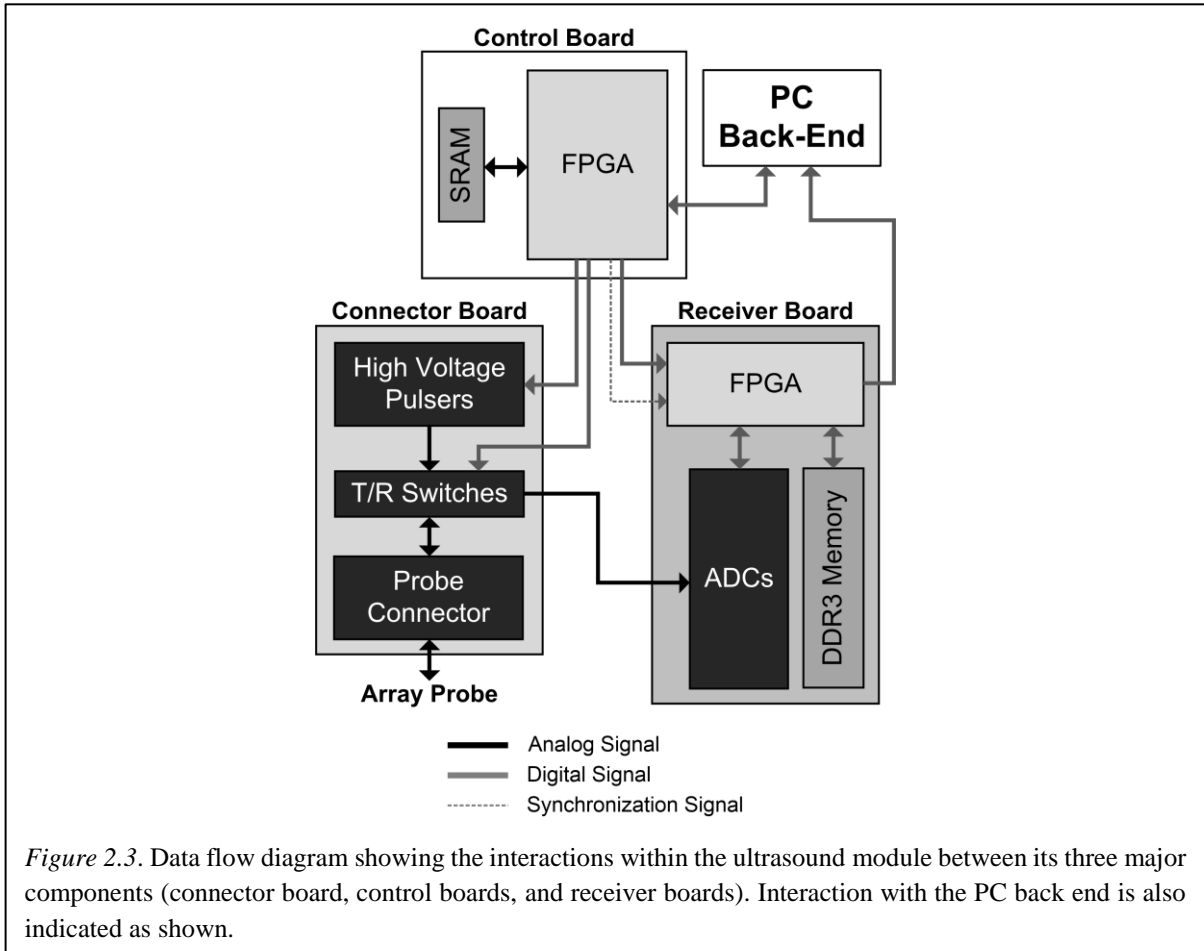 Control Board
SRAM
FPGA
PC
Back-End
Connector Board
High Voltage
Pulsers
T/R Switches
Probe
Connector
Array Probe
Receiver Board
FPGA
ADCs
DDR3 Memory
Analog Signal
Digital Signal
Synchronization Signal
Figure 2.3. Data flow diagram showing the interactions within the ultrasound module between its three major
components (connector board, control boards, and receiver boards). Interaction with the PC back end is also
indicated as shown.